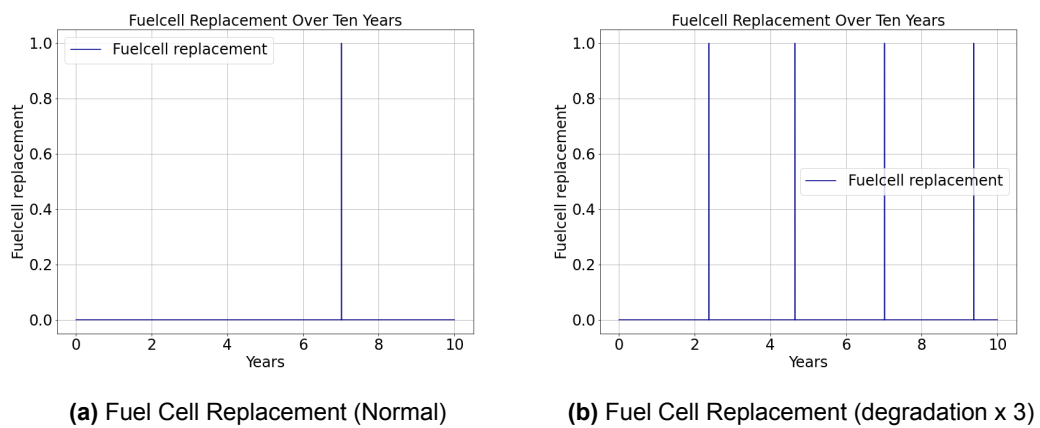 Fuelcell Replacement Over Ten Years
Fuelcell replacement
1.0
0.8
0.6
0.4
0.2
0.0
Fuelcell replacement
0 2 4 6 8 10
Years
(a) Fuel Cell Replacement (Normal)
Fuelcell Replacement Over Ten Years
1.0
0.8
0.6
0.4
0.2
0.0
Fuelcell replacement
Fuelcell replacement
0 2 4 6 8 10
Years
(b) Fuel Cell Replacement (degradation x 3)